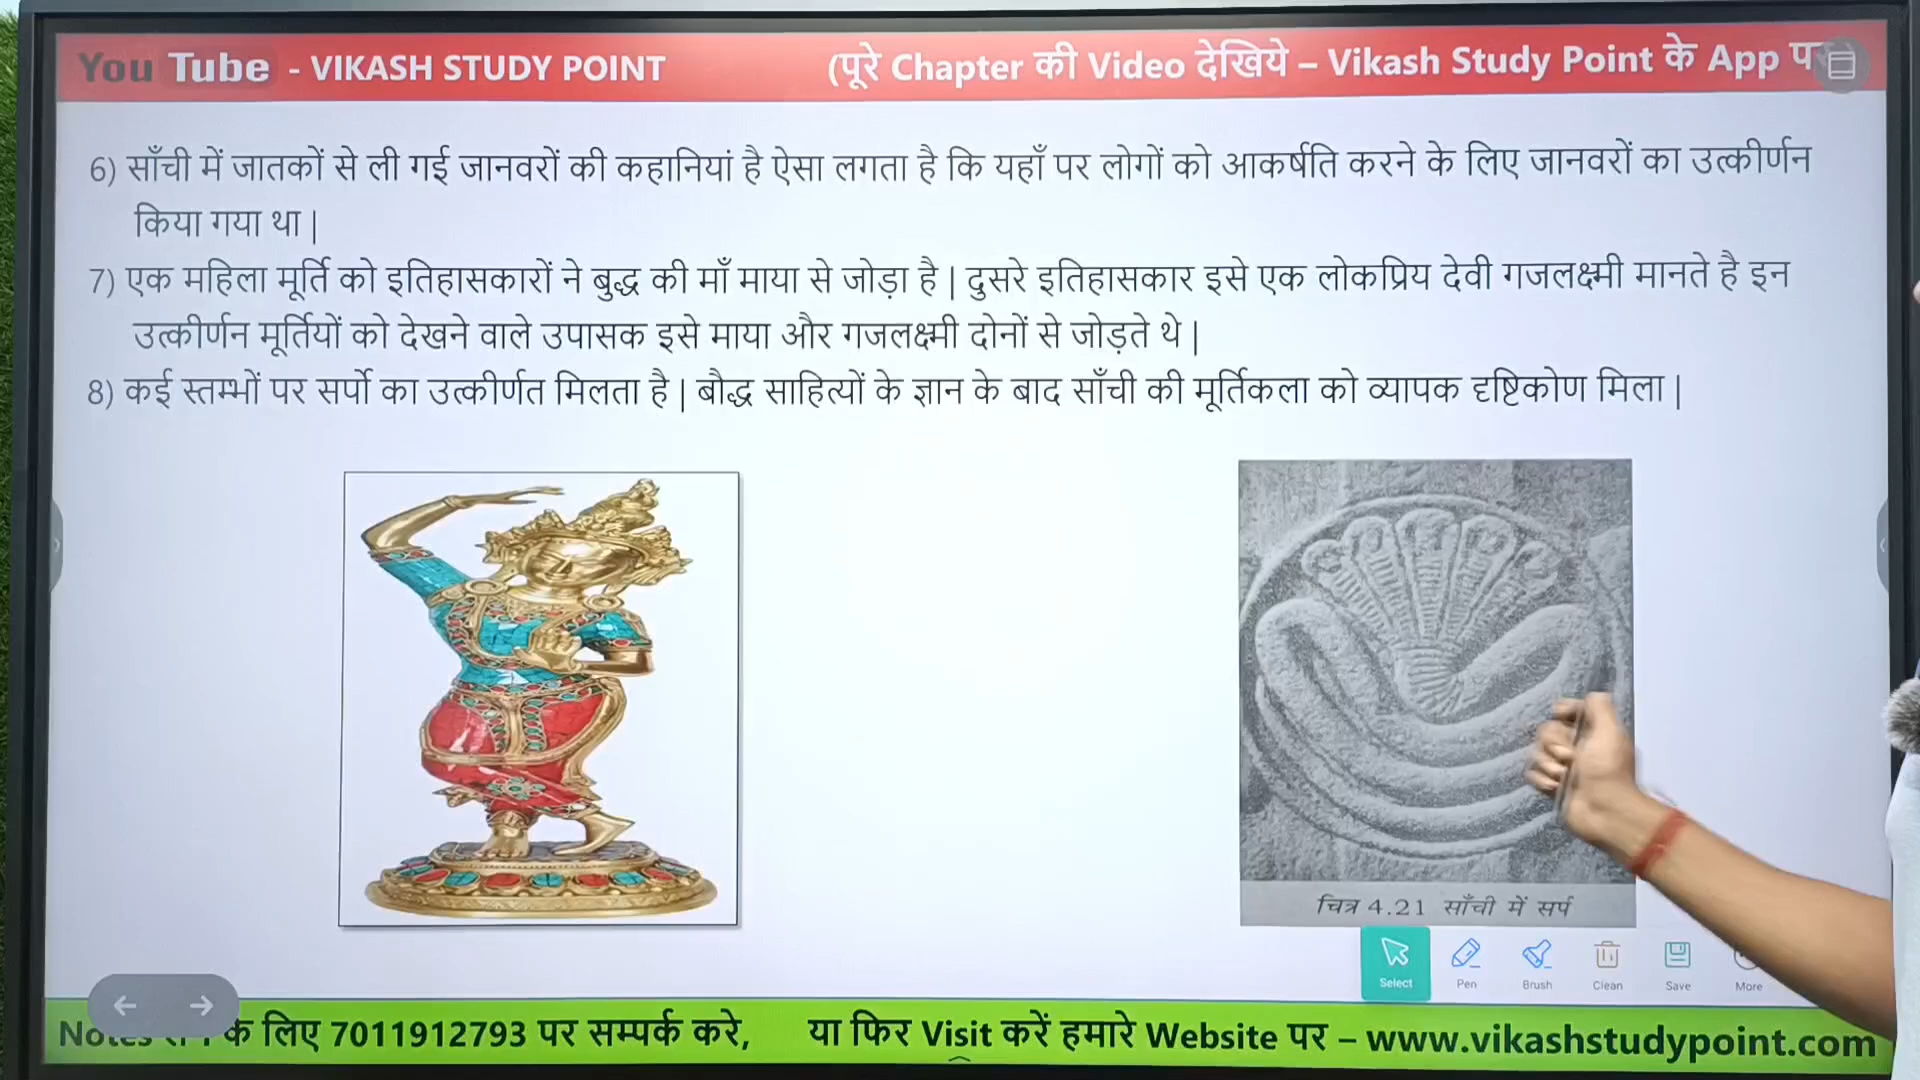 You Tube - VIKASH STUDY POINT (पूरे Chapter की Video देखिये – Vikash Study Point के App
6) साँची में जातकों से ली गई जानवरों की कहानियां है ऐसा लगता है कि यहाँ पर लोगों को आकर्षति करने के लिए जानवरों का उत्कीर्णन
किया गया था |
7) एक महिला मूर्ति को इतिहासकारों ने बुद्ध की माँ माया से जोड़ा है | दुसरे इतिहासकार इसे एक लोकप्रिय देवी गजलक्ष्मी मानते है इन
उत्कीर्णन मूर्तियों को देखने वाले उपासक इसे माया और गजलक्ष्मी दोनों से जोड़ते थे |
8) कई स्तम्भों पर सर्पो का उत्कीर्णत मिलता है | बौद्ध साहित्यों के ज्ञान के बाद साँची की मूर्तिकला को व्यापक दृष्टिकोण मिला |
चित्र 4.21 साँची में सर्प
Select Pen Brush Clean Save More
के लिए 7011912793 पर सम्पर्क करे, या फिर Visit करें हमारे Website पर – www.vikashstudypoint.com